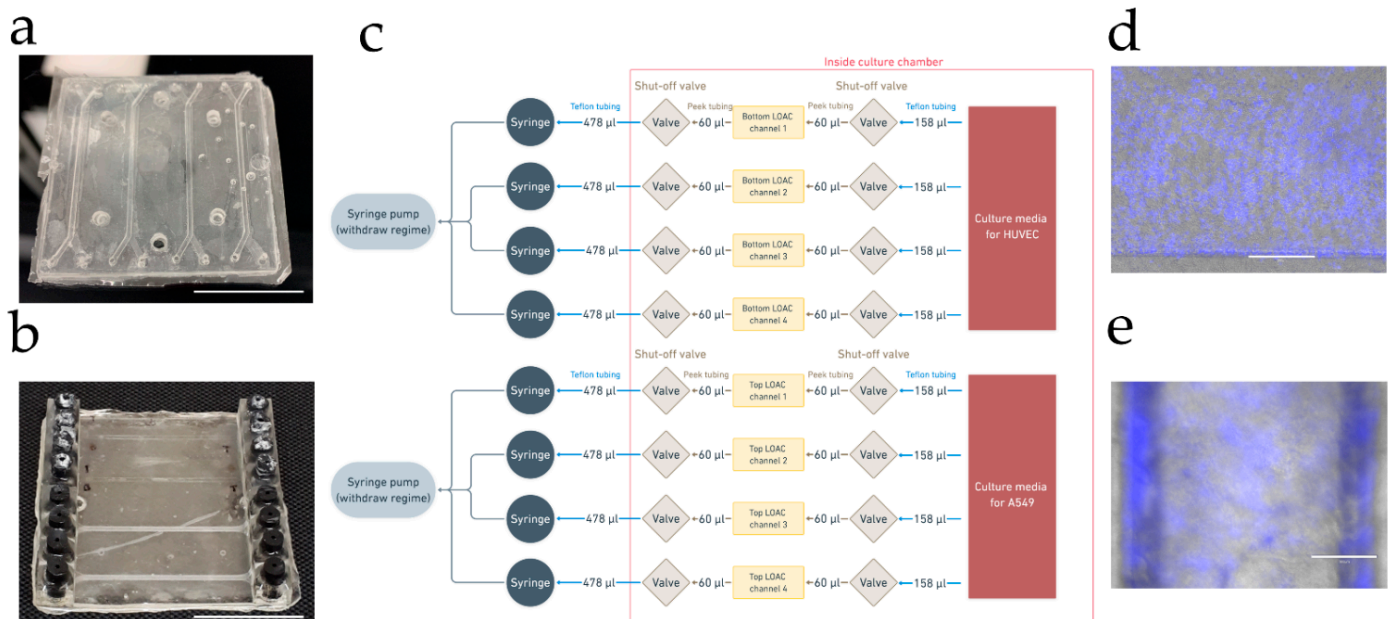 a
b
c
Inside culture chamber
Shut-off valve
Shut-off valve
Teflon tubing
Peek tubing
Peek tubing
Teflon tubing
Syringe
478 µl
Valve
60 µl
Bottom LOAC
channel 1
60 µl
Valve
158 µl
Syringe
478 µl
Valve
60 µl
Bottom LOAC
channel 2
60 µl
Valve
158 µl
Syringe pump
(withdraw regime)
Culture media
for HUVEC
Syringe
478 µl
Valve
60 µl
Bottom LOAC
channel 3
60 µl
Valve
158 µl
Syringe
478 µl
Valve
60 µl
Bottom LOAC
channel 4
60 µl
Valve
158 µl
Shut-off valve
Shut-off valve
Teflon tubing
Peek tubing
Peek tubing
Teflon tubing
Syringe
478 µl
Valve
60 µl
Top LOAC
channel 1
60 µl
Valve
158 µl
Syringe
478 µl
Valve
60 µl
Top LOAC
channel 2
60 µl
Valve
158 µl
Syringe pump
(withdraw regime)
Culture media
for A549
Syringe
478 µl
Valve
60 µl
Top LOAC
channel 3
60 µl
Valve
158 µl
Syringe
478 µl
Valve
60 µl
Top LOAC
channel 4
60 µl
Valve
158 µl
d
e